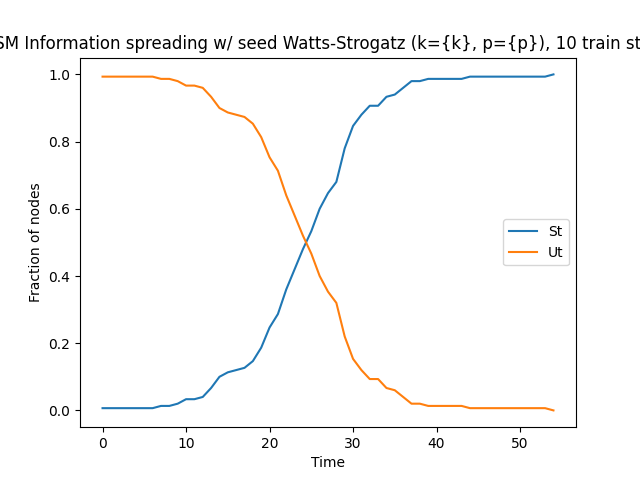 SM Information spreading w/ seed Watts-Strogatz (k={k}, p={p}), 10 train st
1.0
0.8
0.6
0.4
0.2
0.0
Fraction of nodes
St
Ut
0 10 20 30 40 50
Time